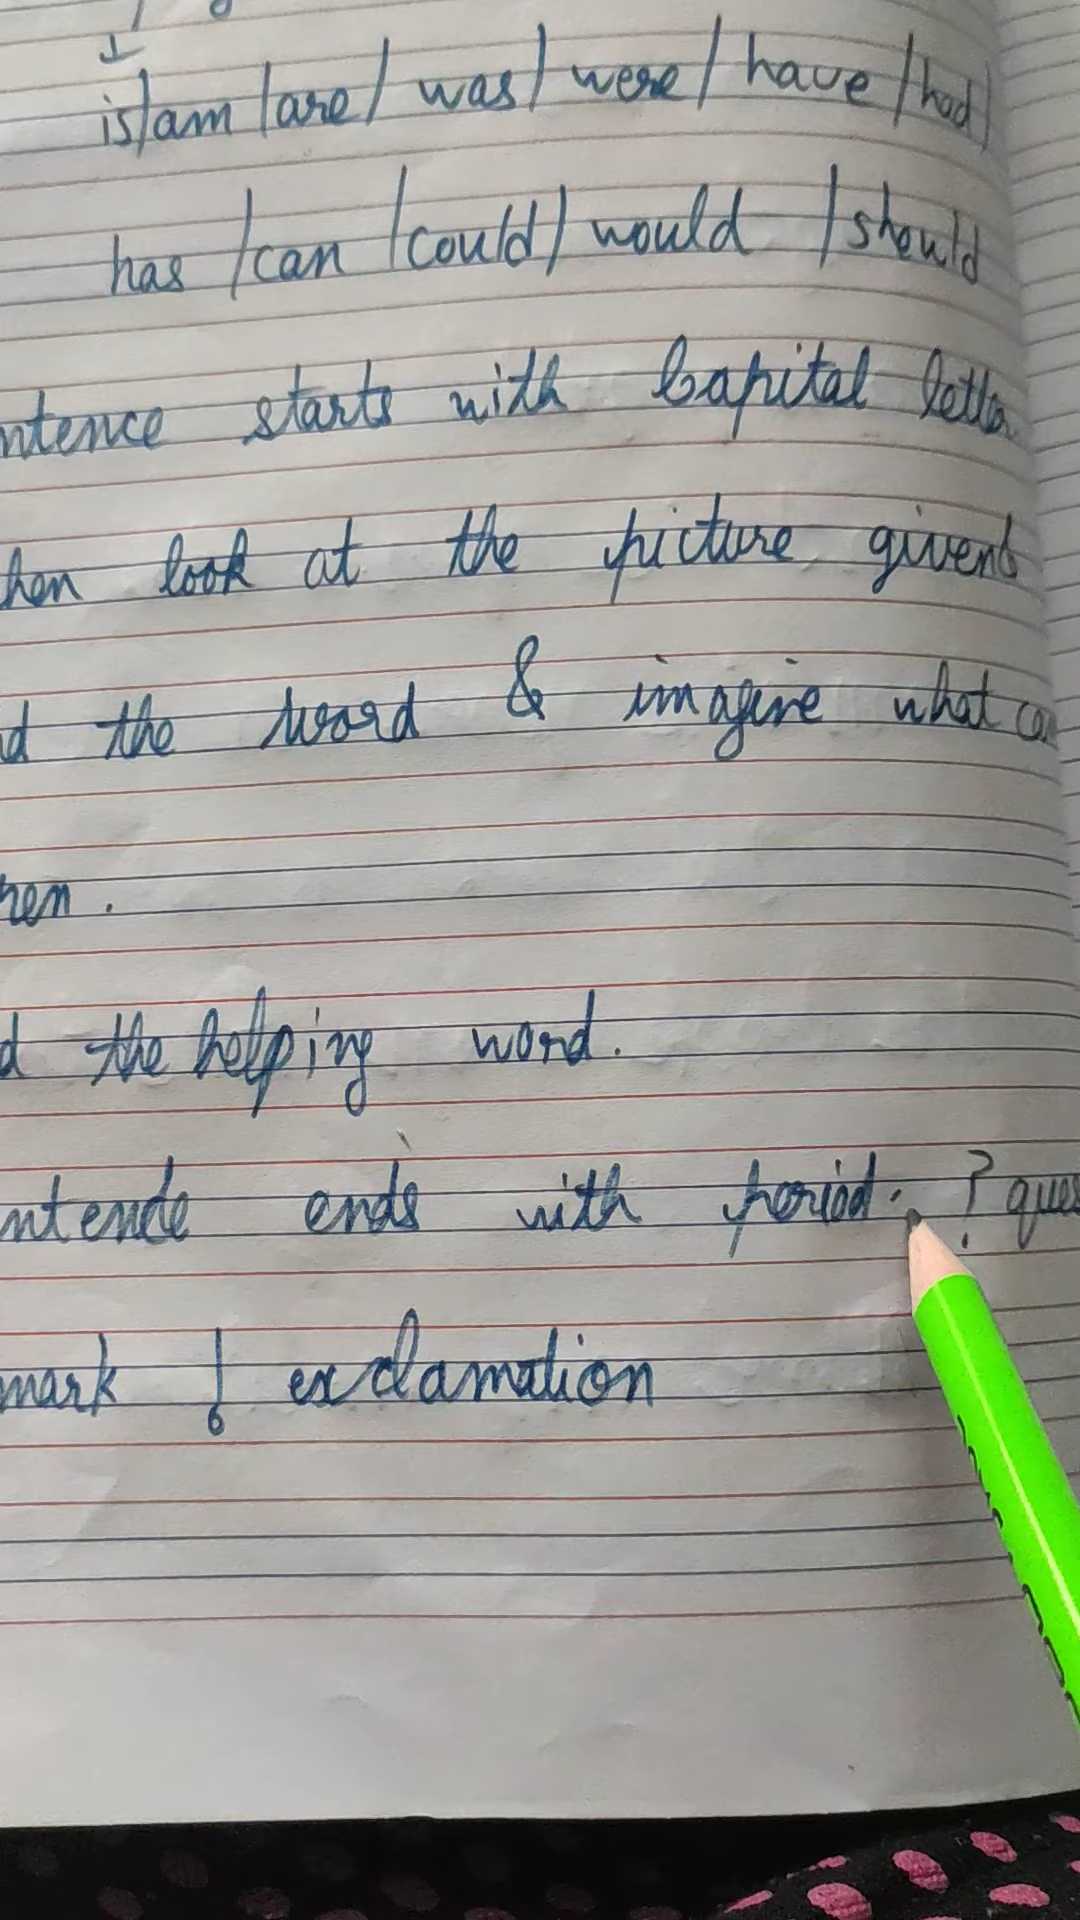 is/am/are/was/were/have/had/
has/can/could/would/should
ntence starts with Capital letter
hen look at the picture given
d the word & imagine what
hen.
d the helping word.
ntence ends with period. ? ques
mark ! exclamation